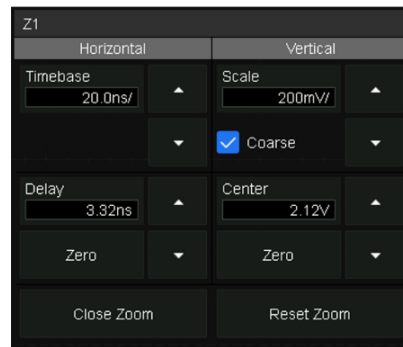 Z1
Horizontal Vertical
Timebase Scale
20.0ns/ 200mV/
Coarse
Delay Center
3.32ns 2.12V
Zero Zero
Close Zoom Reset Zoom